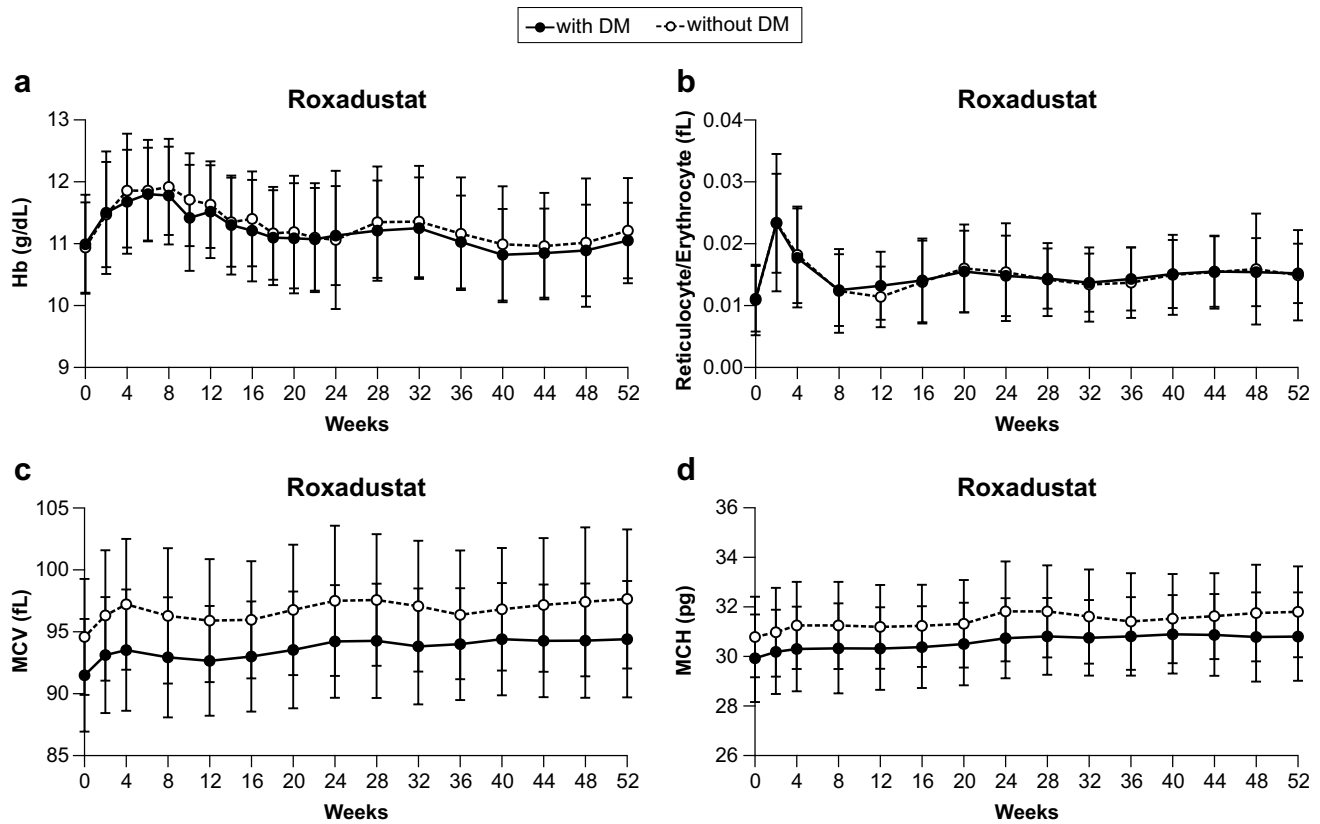 with DM without DM
a
Roxadustat
Hb (g/dL)
13
12
11
10
9
0 4 8 12 16 20 24 28 32 36 40 44 48 52
Weeks
b
Roxadustat
Reticulocyte/Erythrocyte (fL)
0.04
0.03
0.02
0.01
0.00
0 4 8 12 16 20 24 28 32 36 40 44 48 52
Weeks
c
Roxadustat
MCV (fL)
105
100
95
90
85
0 4 8 12 16 20 24 28 32 36 40 44 48 52
Weeks
d
Roxadustat
MCH (pg)
36
34
32
30
28
26
0 4 8 12 16 20 24 28 32 36 40 44 48 52
Weeks